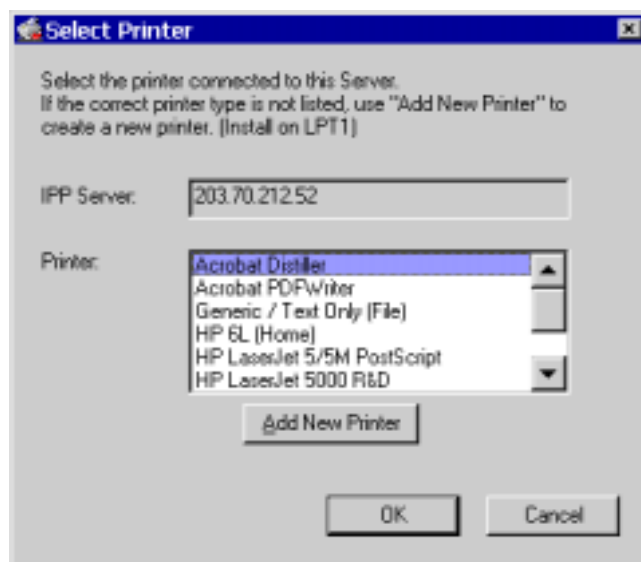 Select Printer
Select the printer connected to this Server.
If the correct printer type is not listed, use "Add New Printer" to
create a new printer. (Install on LPT1)
IPP Server: 203.70.212.52
Printer: Acrobat Distiller
Acrobat PDFWriter
Generic / Text Only (File)
HP 6L (Home)
HP LaserJet 5/5M PostScript
HP LaserJet 5000 R&D
Add New Printer
OK Cancel